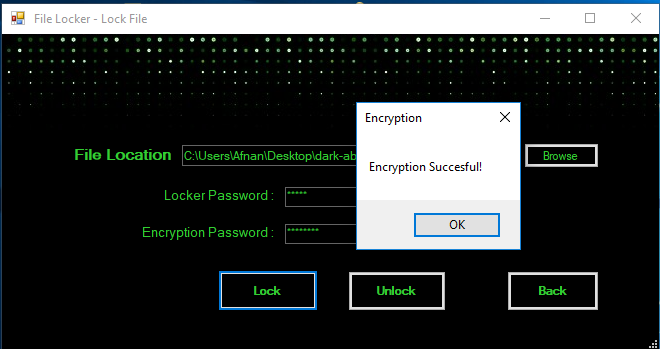 File Locker - Lock File
Encryption
File Location C:\Users\Afnan\Desktop\dark-ab Browse
Encryption Succesful!
Locker Password : *****
Encryption Password : ********
OK
Lock Unlock Back